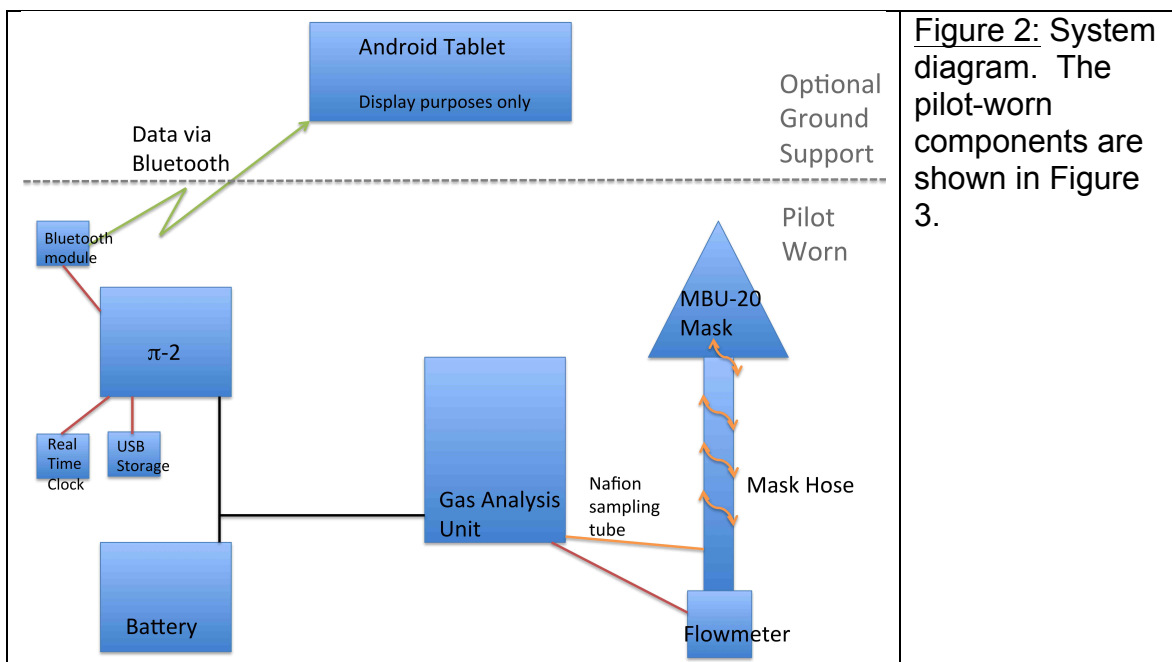 Android Tablet
Display purposes only
Optional
Ground
Support
Data via
Bluetooth
Pilot
Worn
Bluetooth
module
MBU-20
Mask
π-2
Real
Time
Clock
USB
Storage
Gas Analysis
Unit
Nafion
sampling
tube
Mask Hose
Battery
Flowmeter
Figure 2: System
diagram. The
pilot-worn
components are
shown in Figure
3.